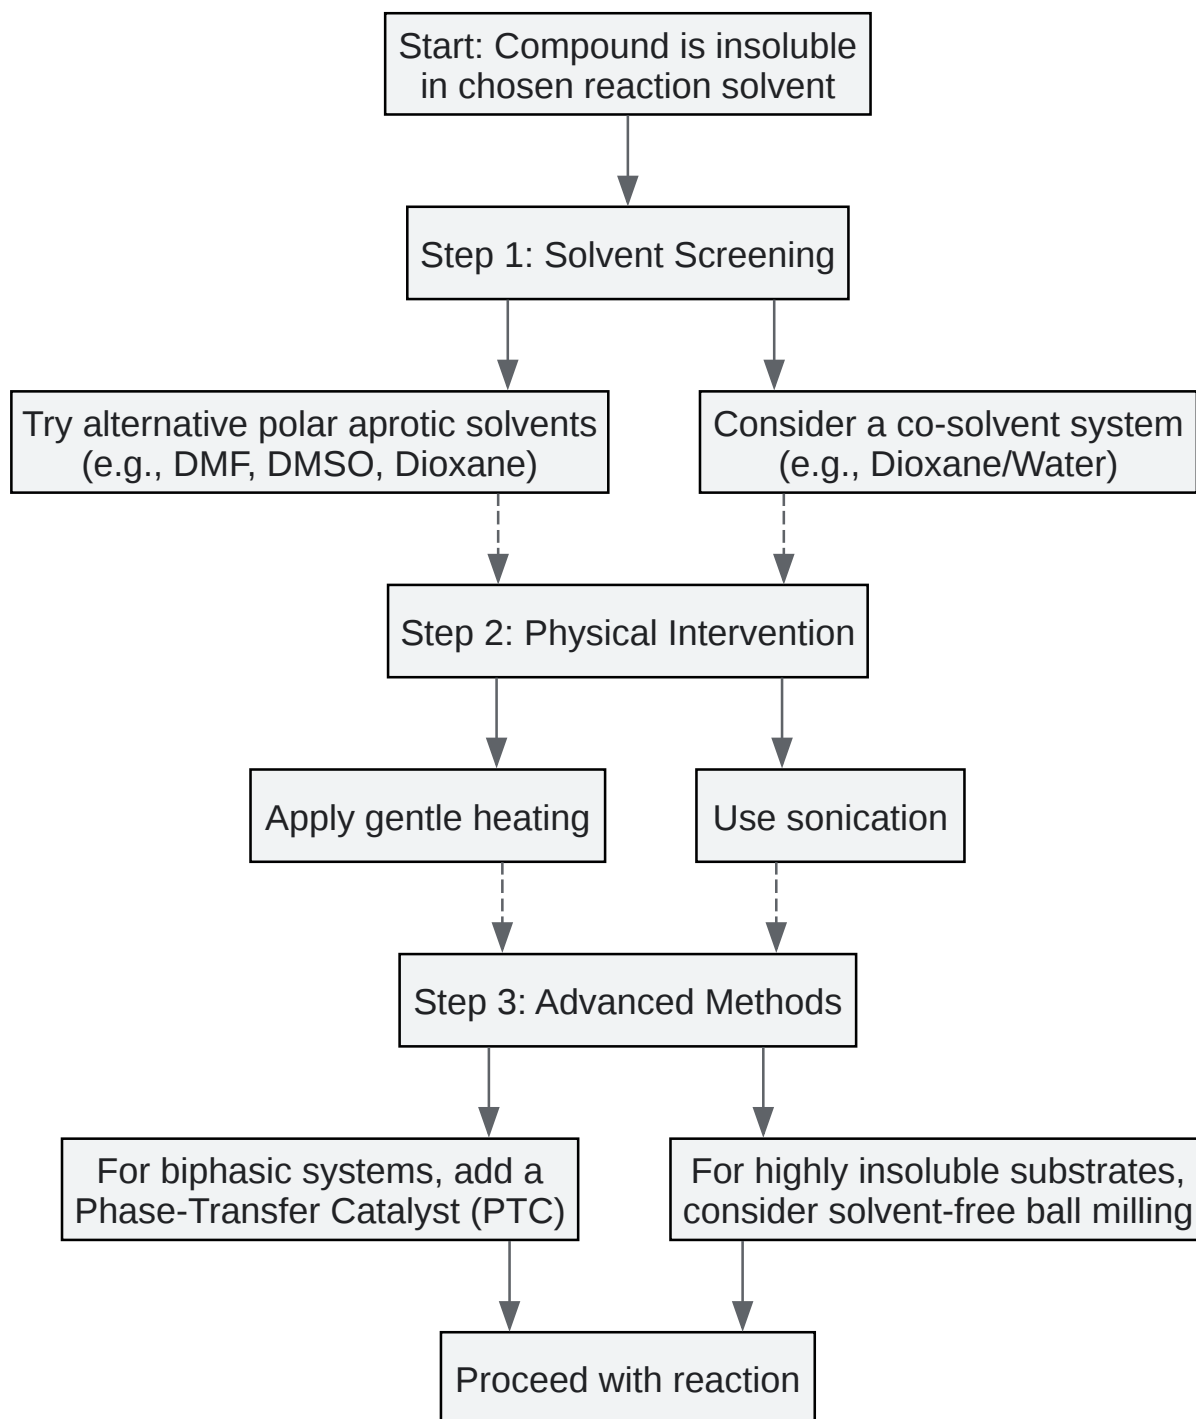 Start: Compound is insoluble
in chosen reaction solvent
Step 1: Solvent Screening
Try alternative polar aprotic solvents
(e.g., DMF, DMSO, Dioxane)
Consider a co-solvent system
(e.g., Dioxane/Water)
Step 2: Physical Intervention
Apply gentle heating
Use sonication
Step 3: Advanced Methods
For biphasic systems, add a
Phase-Transfer Catalyst (PTC)
For highly insoluble substrates,
consider solvent-free ball milling
Proceed with reaction